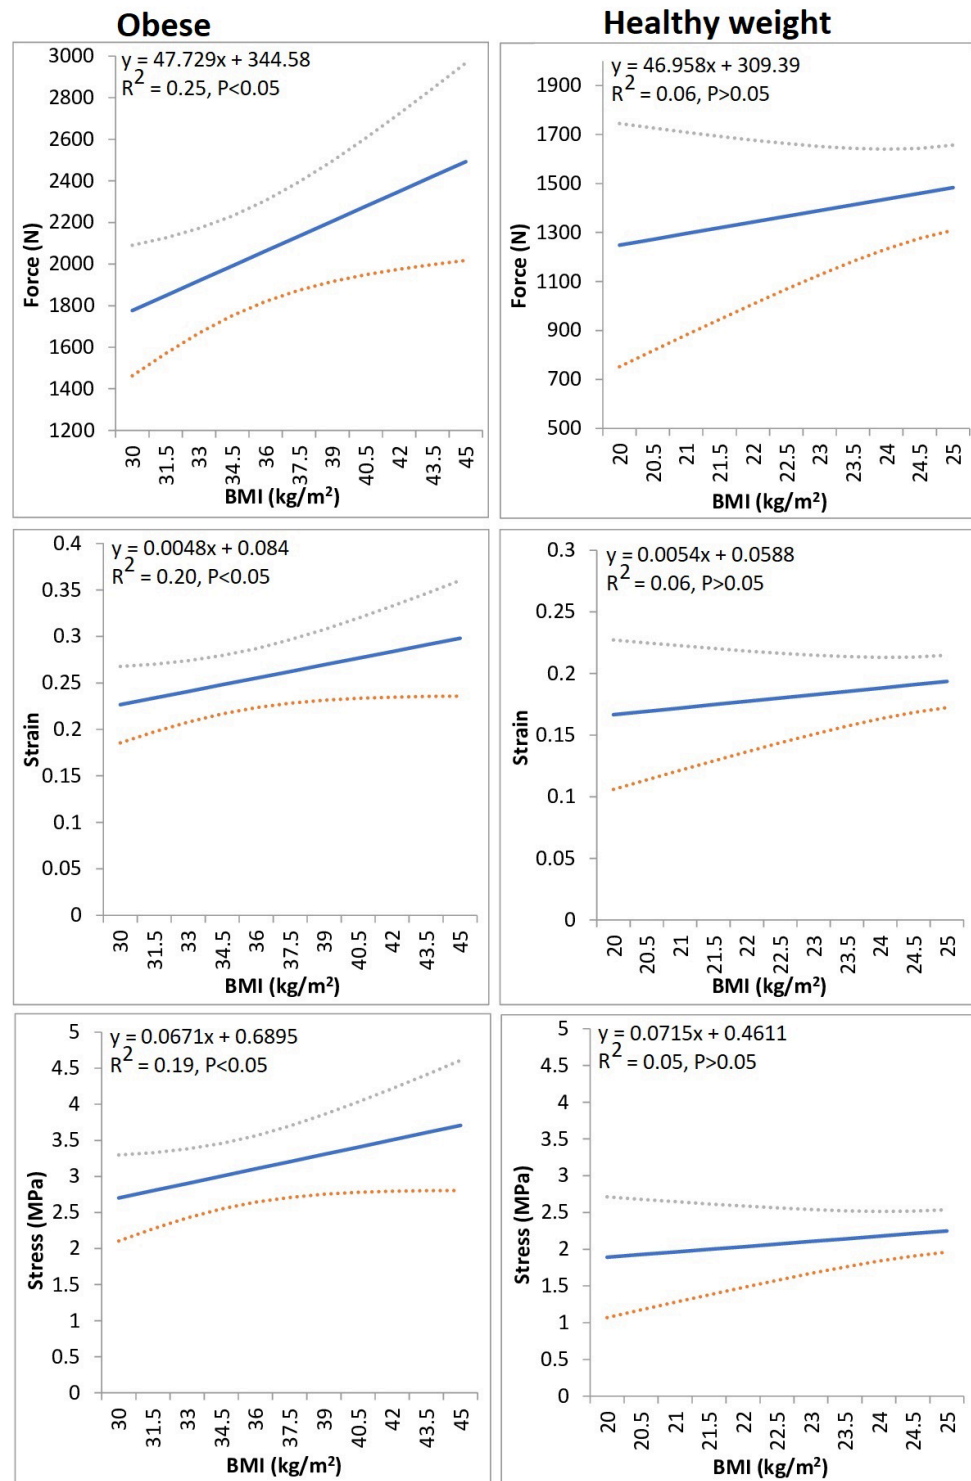 Obese
Healthy weight
y = 47.729x + 344.58
R² = 0.25, P<0.05
3000
2800
2600
2400
2200
2000
1800
1600
1400
1200
Force (N)
30 31.5 33 34.5 36 37.5 39 40.5 42 43.5 45
BMI (kg/m²)
y = 46.958x + 309.39
R² = 0.06, P>0.05
1900
1700
1500
1300
1100
900
700
500
Force (N)
20 20.5 21 21.5 22 22.5 23 23.5 24 24.5 25
BMI (kg/m²)
y = 0.0048x + 0.084
R² = 0.20, P<0.05
0.4
0.35
0.3
0.25
0.2
0.15
0.1
0.05
0
Strain
30 31.5 33 34.5 36 37.5 39 40.5 42 43.5 45
BMI (kg/m²)
y = 0.0054x + 0.0588
R² = 0.06, P>0.05
0.3
0.25
0.2
0.15
0.1
0.05
0
Strain
20 20.5 21 21.5 22 22.5 23 23.5 24 24.5 25
BMI (kg/m²)
y = 0.0671x + 0.6895
R² = 0.19, P<0.05
5
4.5
4
3.5
3
2.5
2
1.5
1
0.5
0
Stress (MPa)
30 31.5 33 34.5 36 37.5 39 40.5 42 43.5 45
BMI (kg/m²)
y = 0.0715x + 0.4611
R² = 0.05, P>0.05
5
4.5
4
3.5
3
2.5
2
1.5
1
0.5
0
Stress (MPa)
20 20.5 21 21.5 22 22.5 23 23.5 24 24.5 25
BMI (kg/m²)